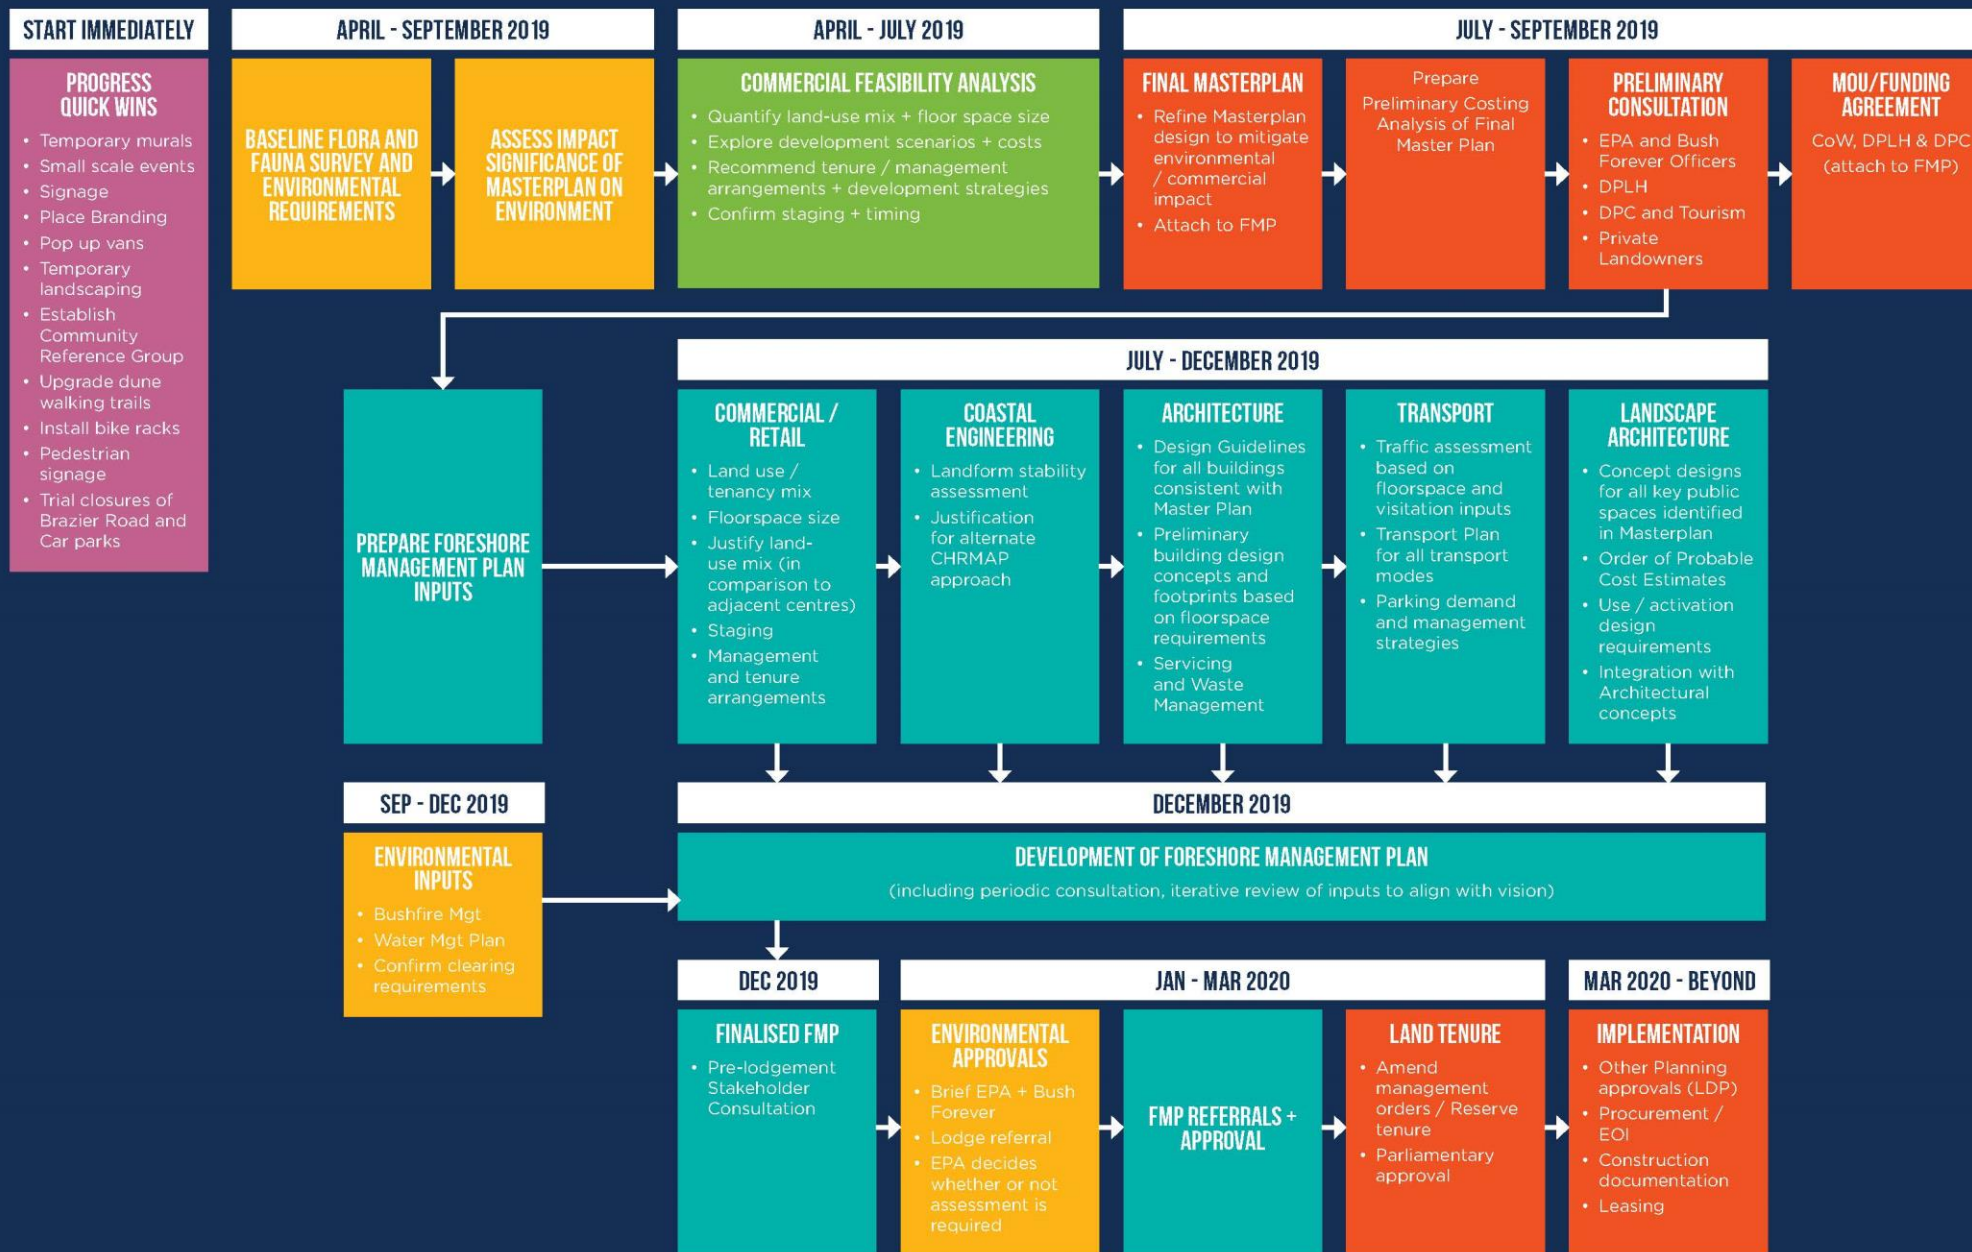 START IMMEDIATELY
PROGRESS
QUICK WINS
• Temporary murals
• Small scale events
• Signage
• Place Branding
• Pop up vans
• Temporary
landscaping
• Establish
Community
Reference Group
• Upgrade dune
walking trails
• Install bike racks
• Pedestrian
signage
• Trial closures of
Brazier Road and
Car parks
APRIL - SEPTEMBER 2019
BASELINE FLORA AND
FAUNA SURVEY AND
ENVIRONMENTAL
REQUIREMENTS
ASSESS IMPACT
SIGNIFICANCE OF
MASTERPLAN ON
ENVIRONMENT
APRIL - JULY 2019
COMMERCIAL FEASIBILITY ANALYSIS
• Quantify land-use mix + floor space size
• Explore development scenarios + costs
• Recommend tenure / management
arrangements + development strategies
• Confirm staging + timing
JULY - SEPTEMBER 2019
FINAL MASTERPLAN
• Refine Masterplan
design to mitigate
environmental
/ commercial
impact
• Attach to FMP
Prepare
Preliminary Costing
Analysis of Final
Master Plan
PRELIMINARY
CONSULTATION
• EPA and Bush
Forever Officers
• DPLH
• DPC and Tourism
• Private
Landowners
MOU/FUNDING
AGREEMENT
CoW, DPLH & DPC
(attach to FMP)
PREPARE FORESHORE
MANAGEMENT PLAN
INPUTS
JULY - DECEMBER 2019
COMMERCIAL /
RETAIL
• Land use /
tenancy mix
• Floorspace size
• Justify land-
use mix (in
comparison to
adjacent centres)
• Staging
• Management
and tenure
arrangements
COASTAL
ENGINEERING
• Landform stability
assessment
• Justification
for alternate
CHRMAP
approach
ARCHITECTURE
• Design Guidelines
for all buildings
consistent with
Master Plan
• Preliminary
building design
concepts and
footprints based
on floorspace
requirements
• Servicing
and Waste
Management
TRANSPORT
• Traffic assessment
based on
floorspace and
visitation inputs
• Transport Plan
for all transport
modes
• Parking demand
and management
strategies
LANDSCAPE
ARCHITECTURE
• Concept designs
for all key public
spaces identified
in Masterplan
• Order of Probable
Cost Estimates
• Use / activation
design
requirements
• Integration with
Architectural
concepts
SEP - DEC 2019
ENVIRONMENTAL
INPUTS
• Bushfire Mgt
• Water Mgt Plan
• Confirm clearing
requirements
DECEMBER 2019
DEVELOPMENT OF FORESHORE MANAGEMENT PLAN
(including periodic consultation, iterative review of inputs to align with vision)
DEC 2019
FINALISED FMP
• Pre-lodgement
Stakeholder
Consultation
JAN - MAR 2020
ENVIRONMENTAL
APPROVALS
• Brief EPA + Bush
Forever
• Lodge referral
• EPA decides
whether or not
assessment is
required
FMP REFERRALS +
APPROVAL
LAND TENURE
• Amend
management
orders / Reserve
tenure
• Parliamentary
approval
MAR 2020 - BEYOND
IMPLEMENTATION
• Other Planning
approvals (LDP)
• Procurement /
EOI
• Construction
documentation
• Leasing